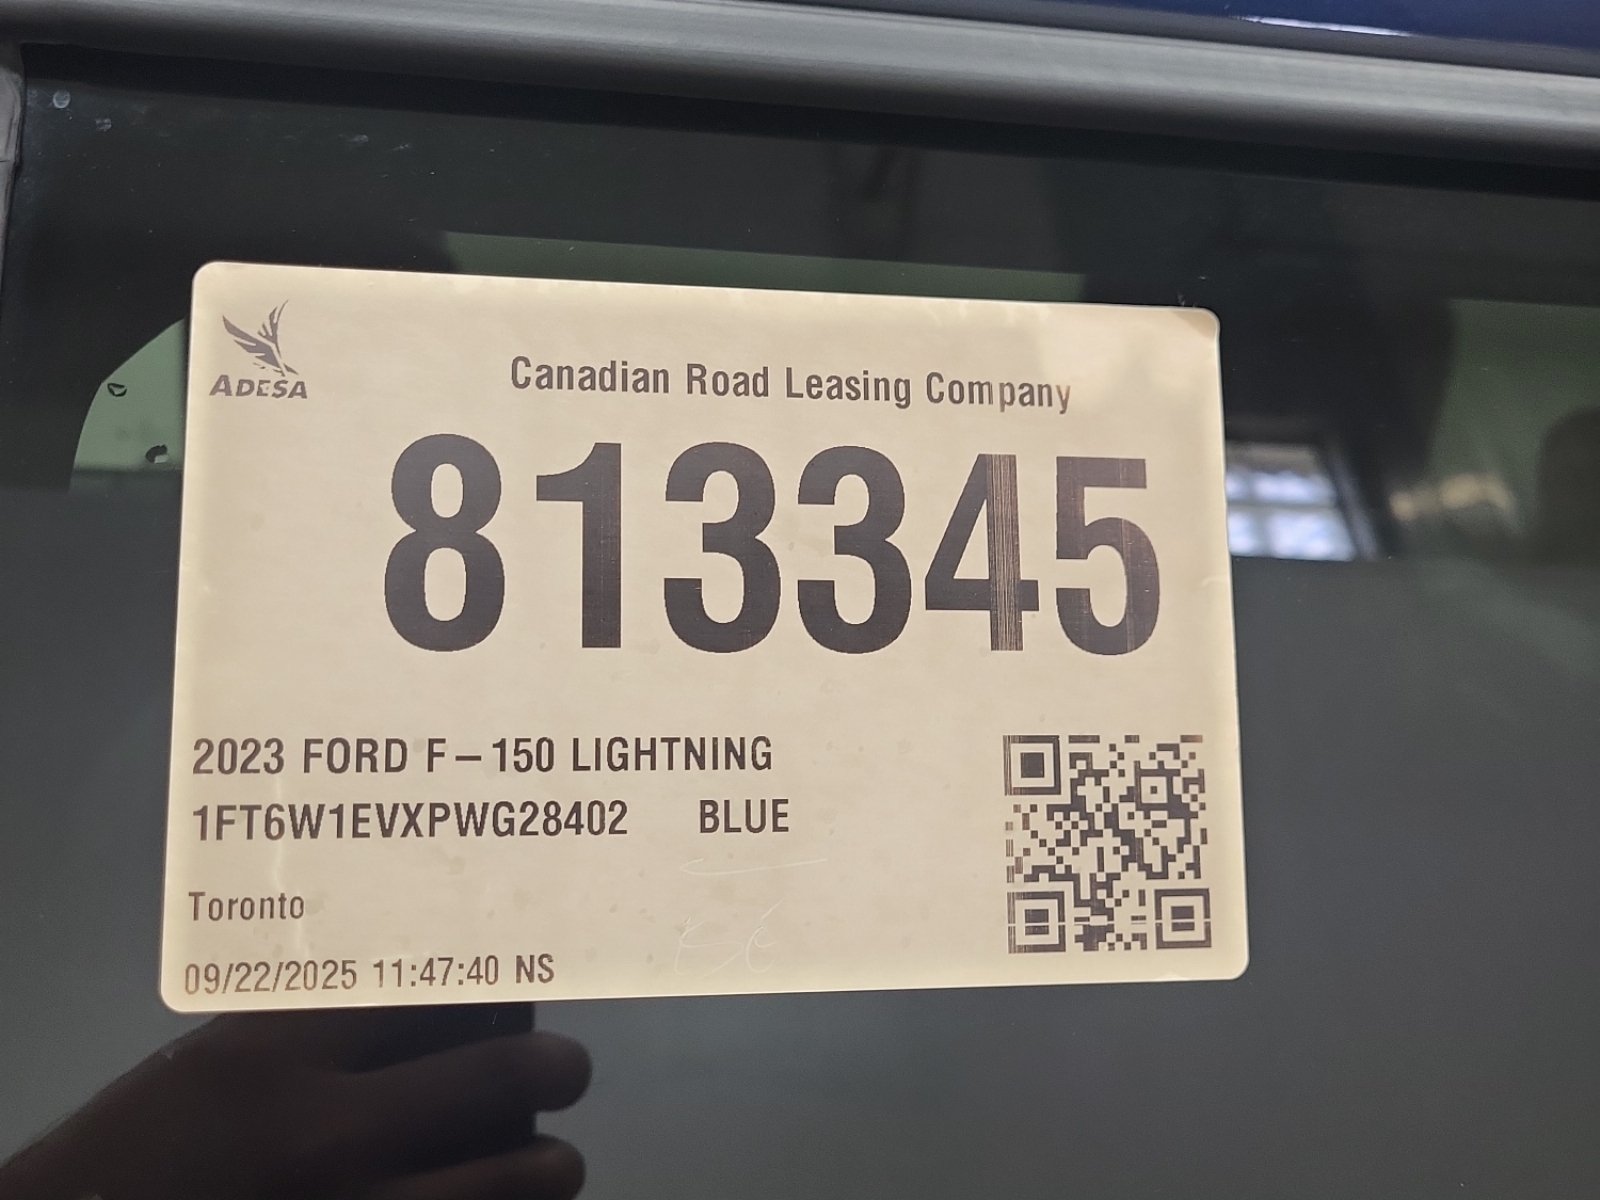 ADESA
Canadian Road Leasing Company
813345
2023 FORD F-150 LIGHTNING
1FT6W1EVXPWG28402 BLUE
Toronto
09/22/2025 11:47:40 NS